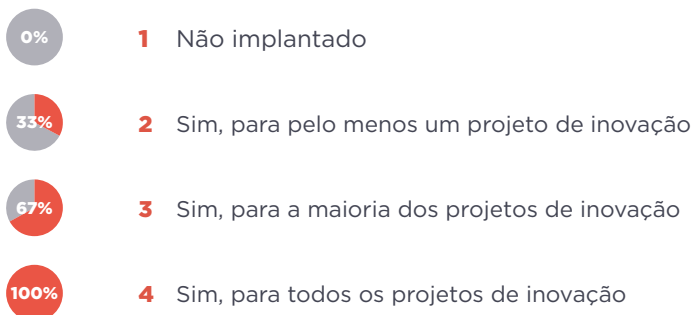 0% 1 Não implantado
33% 2 Sim, para pelo menos um projeto de inovação
67% 3 Sim, para a maioria dos projetos de inovação
100% 4 Sim, para todos os projetos de inovação